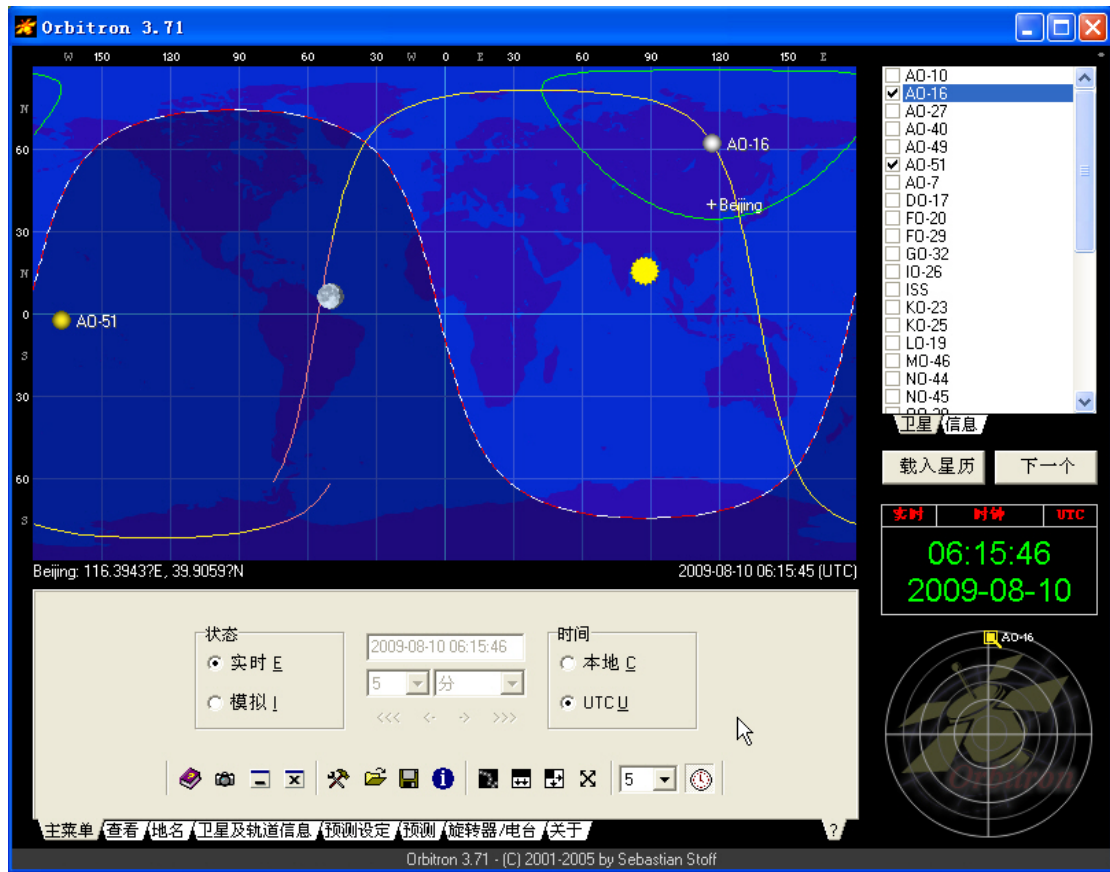 Orbitron 3.71
W 150 120 90 60 30 W 0 E 30 60 90 120 150 E
N
60
30
N
0
S
30
60
S
AO-16
+Beijing
AO-51
Beijing: 116.3943?E, 39.9059?N
2009-08-10 06:15:45 (UTC)
AO-10
AO-16
AO-27
AO-40
AO-49
AO-51
AO-7
DO-17
FO-20
FO-29
GO-32
IO-26
ISS
KO-23
KO-25
LO-19
MO-46
NO-44
NO-45
卫星 信息
载入星历 下一个
实时 时钟 UTC
06:15:46
2009-08-10
AO-16
Orbitron
状态
实时 E
模拟 I
2009-08-10 06:15:46
5 分
<<< <- -> >>>
时间
本地 C
UTC U
5
主菜单 查看 地名 卫星及轨道信息 预测设定 预测 旋转器/电台 关于 ?
Orbitron 3.71 - (C) 2001-2005 by Sebastian Stoff